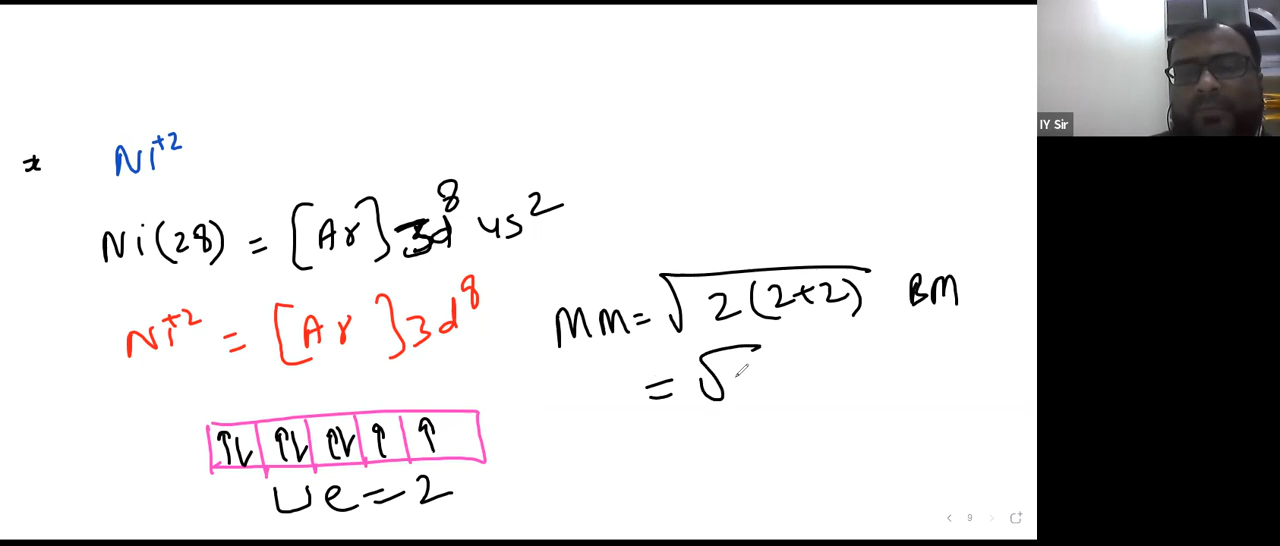 Ni+2
Ni(28) = [Ar] 3d8 4s2
Ni+2 = [Ar] 3d8
↑↓ ↑↓ ↑↓ ↑ ↑
Ue = 2
MM = √2(2+2) BM
= √
IY Sir
9